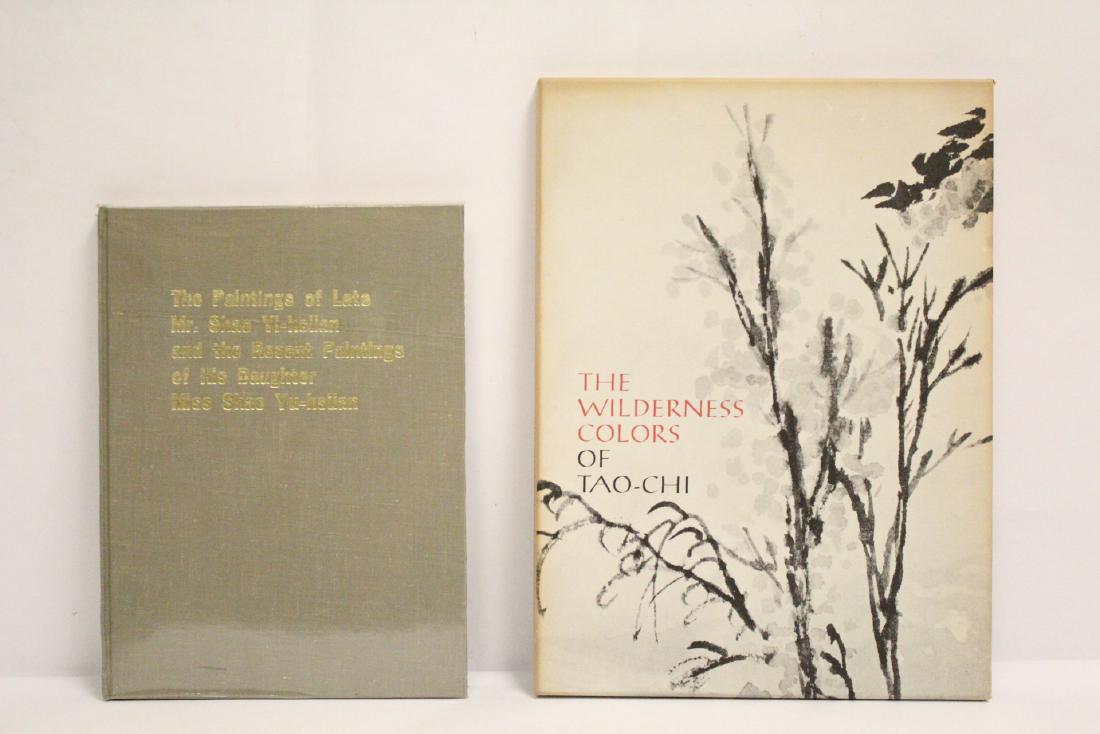 The Paintings of Late
Mr. Shao Yi-hsüan
and the Recent Paintings
of His Daughter
Miss Shao Yu-hsüan
THE
WILDERNESS
COLORS
OF
TAO-CHI